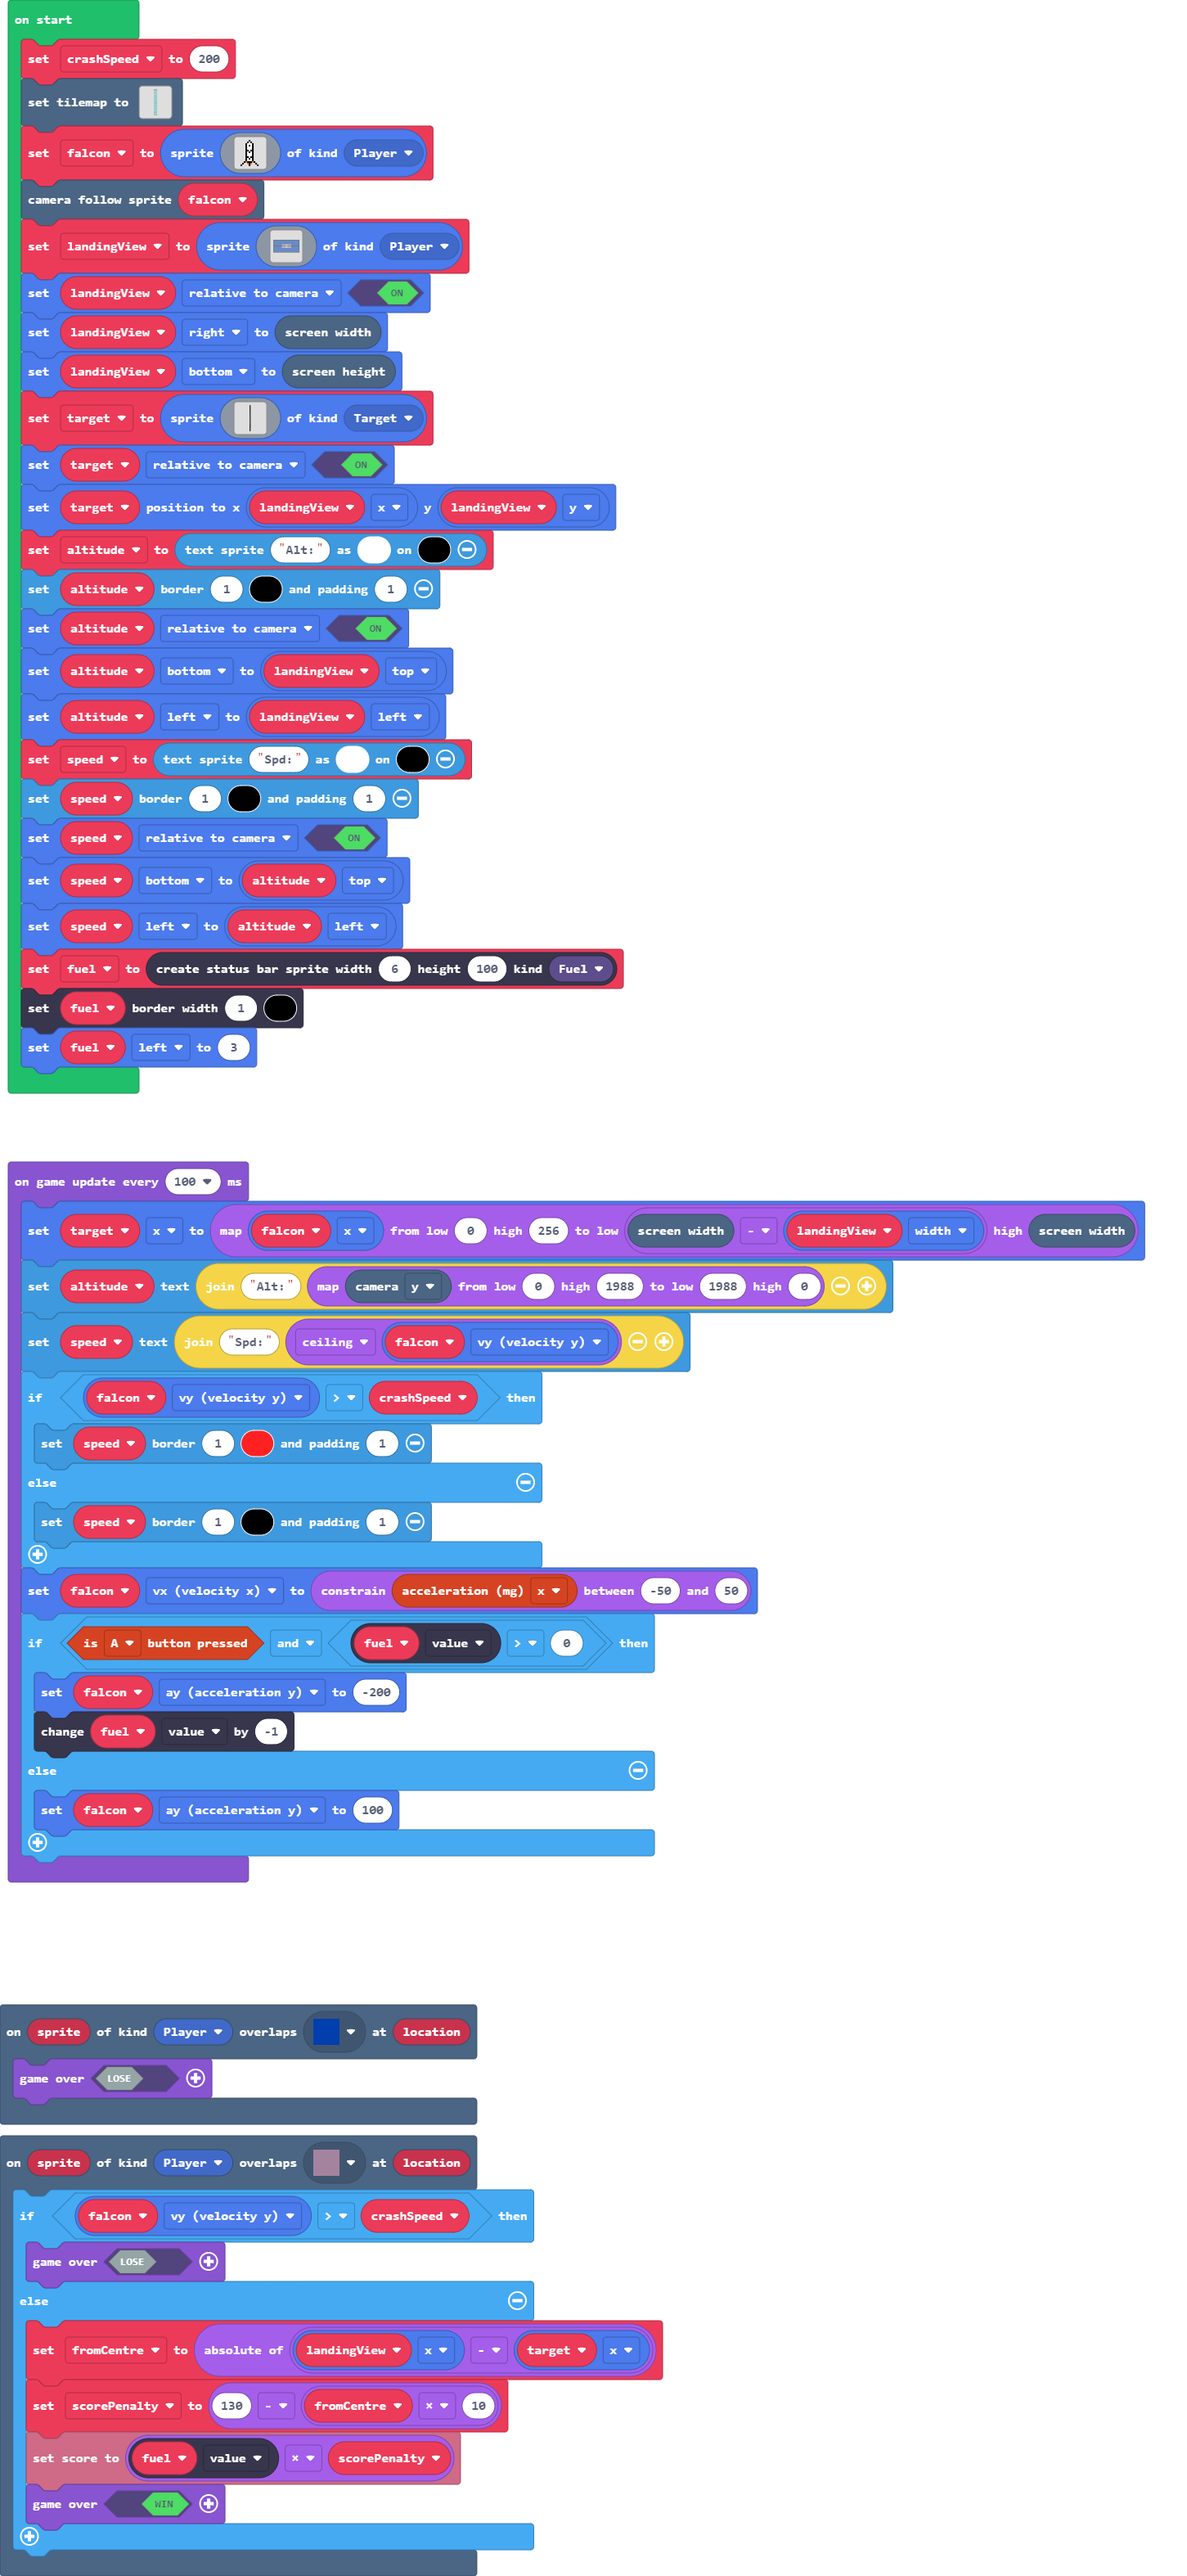 on start
set crashSpeed to 200
set tilemap to
set falcon to sprite of kind Player
camera follow sprite falcon
set landingView to sprite of kind Player
set landingView relative to camera ON
set landingView right to screen width
set landingView bottom to screen height
set target to sprite of kind Target
set target relative to camera ON
set target position to x landingView x y landingView y
set altitude to text sprite "Alt:" as on
set altitude border 1 and padding 1
set altitude relative to camera ON
set altitude bottom to landingView top
set altitude left to landingView left
set speed to text sprite "Spd:" as on
set speed border 1 and padding 1
set speed relative to camera ON
set speed bottom to altitude top
set speed left to altitude left
set fuel to create status bar sprite width 6 height 100 kind Fuel
set fuel border width 1
set fuel left to 3
on game update every 100 ms
set target x to map falcon x from low 0 high 256 to low screen width - landingView width high screen width
set altitude text join "Alt:" map camera y from low 0 high 1988 to low 1988 high 0
set speed text join "Spd:" ceiling falcon vy (velocity y)
if falcon vy (velocity y) > crashSpeed then
set speed border 1 and padding 1
else
set speed border 1 and padding 1
set falcon vx (velocity x) to constrain acceleration (mg) x between -50 and 50
if is A button pressed and fuel value > 0 then
set falcon ay (acceleration y) to -200
change fuel value by -1
else
set falcon ay (acceleration y) to 100
on sprite of kind Player overlaps at location
game over LOSE
on sprite of kind Player overlaps at location
if falcon vy (velocity y) > crashSpeed then
game over LOSE
else
set fromCentre to absolute of landingView x - target x
set scorePenalty to 130 - fromCentre × 10
set score to fuel value × scorePenalty
game over WIN